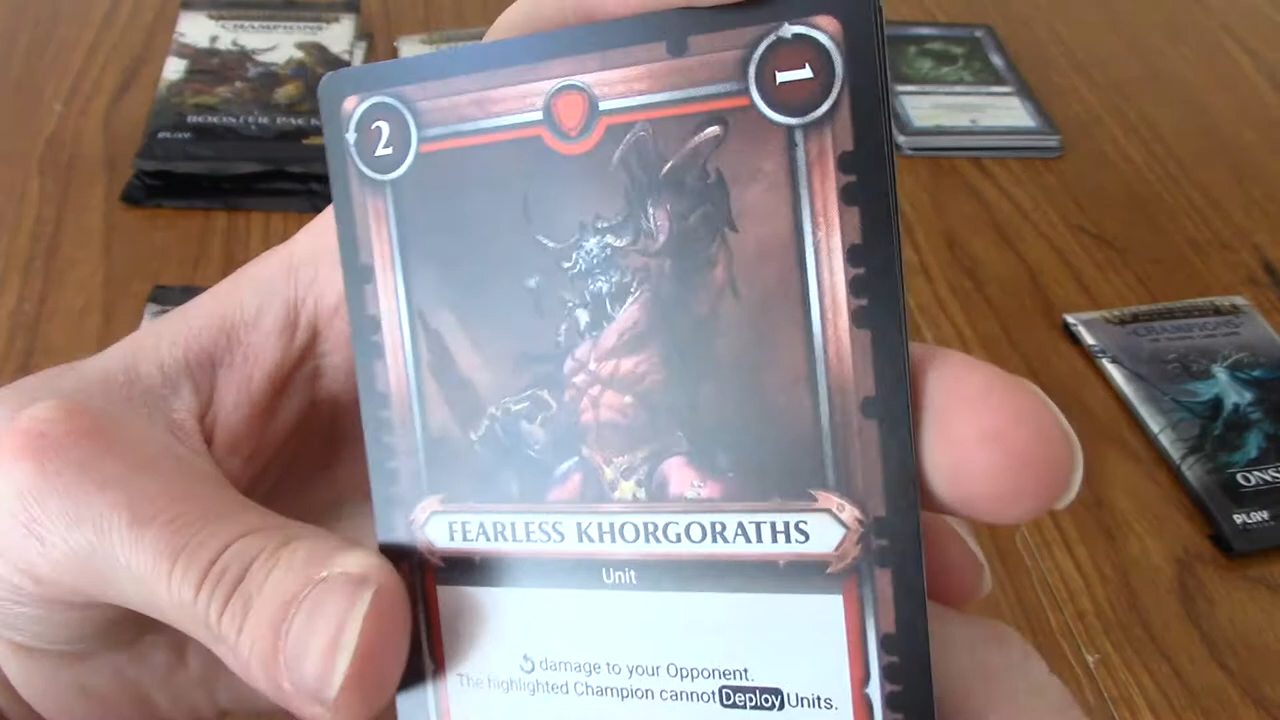 CHAMPIONS
BOOSTER PACK
PLAY
2
1
FEARLESS KHORGORATHS
Unit
damage to your Opponent.
The highlighted Champion cannot Deploy Units.
CHAMPIONS
ONS
PLAY